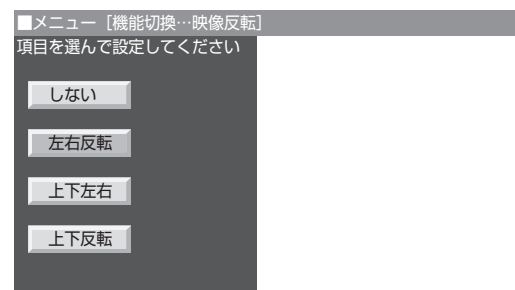 ■メニュー［機能切換…映像反転］
項目を選んで設定してください
しない
左右反転
上下左右
上下反転